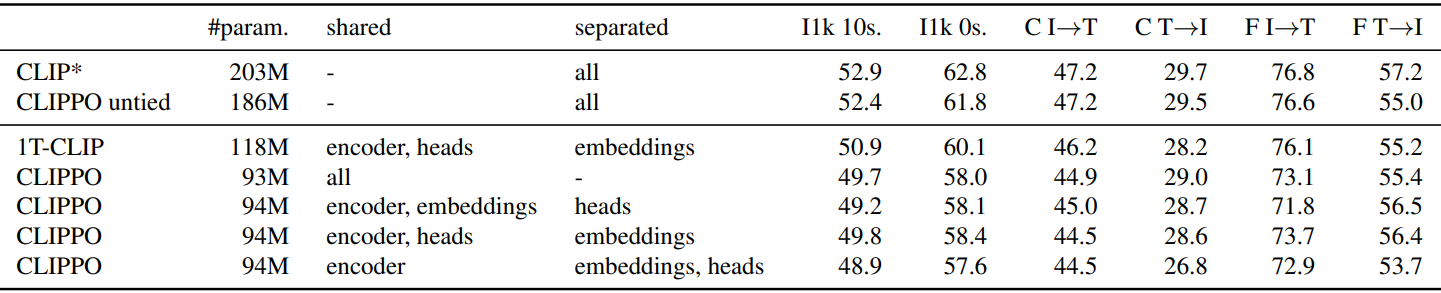 #param. shared separated I1k 10s. I1k 0s. C I→T C T→I F I→T F T→I
CLIP* 203M - all 52.9 62.8 47.2 29.7 76.8 57.2
CLIPPO untied 186M - all 52.4 61.8 47.2 29.5 76.6 55.0
1T-CLIP 118M encoder, heads embeddings 50.9 60.1 46.2 28.2 76.1 55.2
CLIPPO 93M all - 49.7 58.0 44.9 29.0 73.1 55.4
CLIPPO 94M encoder, embeddings heads 49.2 58.1 45.0 28.7 71.8 56.5
CLIPPO 94M encoder, heads embeddings 49.8 58.4 44.5 28.6 73.7 56.4
CLIPPO 94M encoder embeddings, heads 48.9 57.6 44.5 26.8 72.9 53.7